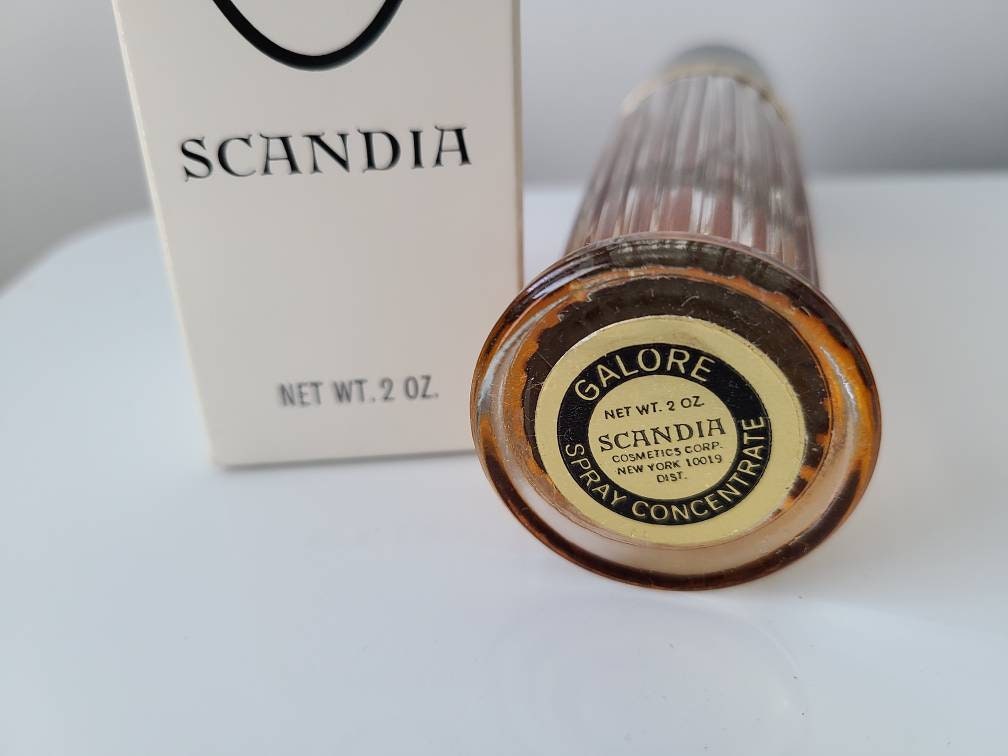 SCANDIA
NET WT. 2 OZ.
GALORE
NET WT. 2 OZ.
SCANDIA
COSMETICS CORP.
NEW YORK 10019
DIST.
SPRAY CONCENTRATE